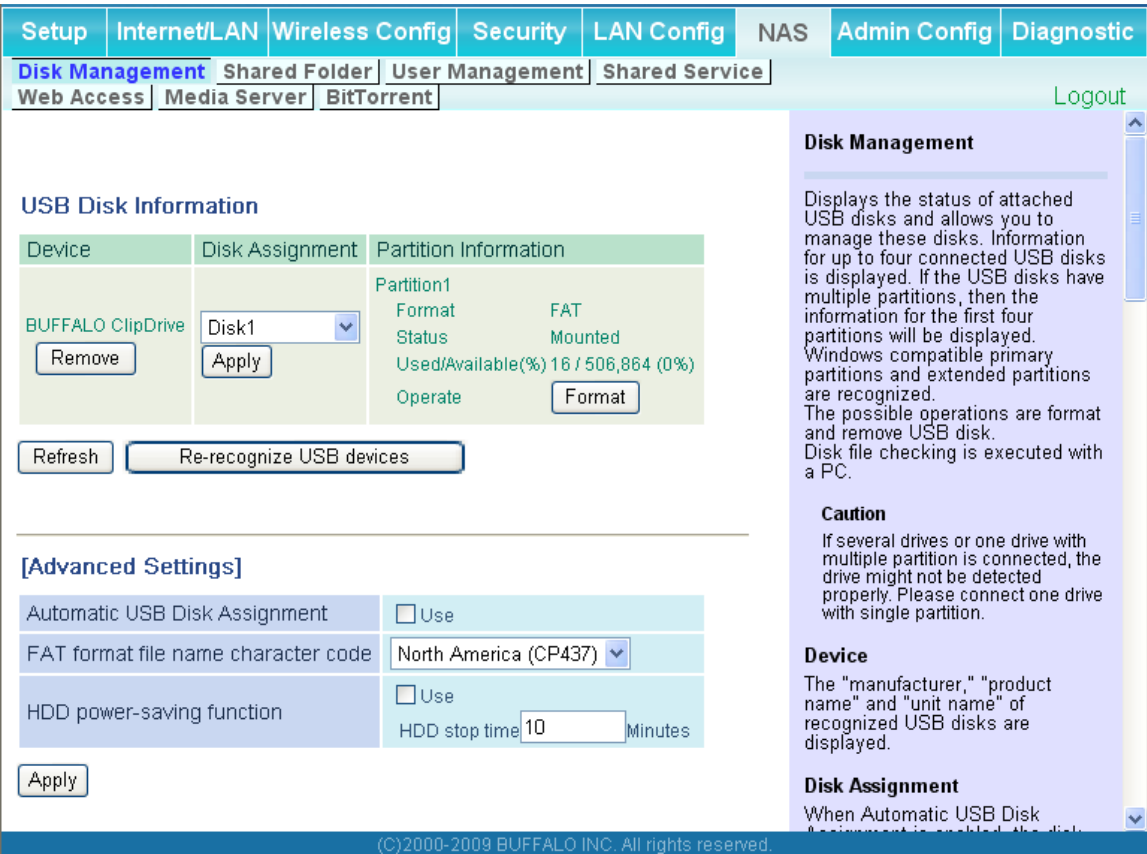 Setup Internet/LAN Wireless Config Security LAN Config NAS Admin Config Diagnostic
Disk Management Shared Folder User Management Shared Service
Web Access Media Server BitTorrent
Logout
USB Disk Information
Device Disk Assignment Partition Information
BUFFALO ClipDrive
Remove
Disk1
Apply
Partition1
Format FAT
Status Mounted
Used/Available(%) 16 / 506,864 (0%)
Operate Format
Refresh Re-recognize USB devices
[Advanced Settings]
Automatic USB Disk Assignment Use
FAT format file name character code North America (CP437)
HDD power-saving function Use
HDD stop time 10 Minutes
Apply
Disk Management
Displays the status of attached
USB disks and allows you to
manage these disks. Information
for up to four connected USB disks
is displayed. If the USB disks have
multiple partitions, then the
information for the first four
partitions will be displayed.
Windows compatible primary
partitions and extended partitions
are recognized.
The possible operations are format
and remove USB disk.
Disk file checking is executed with
a PC.
Caution
If several drives or one drive with
multiple partition is connected, the
drive might not be detected
properly. Please connect one drive
with single partition.
Device
The "manufacturer," "product
name" and "unit name" of
recognized USB disks are
displayed.
Disk Assignment
When Automatic USB Disk
(C)2000-2009 BUFFALO INC. All rights reserved.